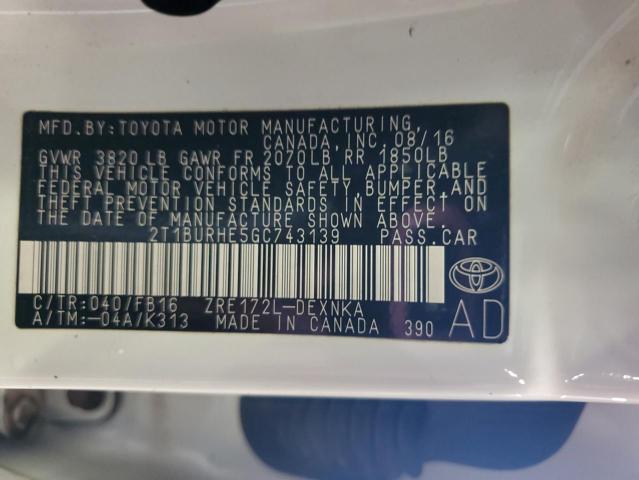 MFD. BY: TOYOTA MOTOR MANUFACTURING,
CANADA, INC. 08/16
GVWR 3820 LB GAWR FR 2070LB RR 1850LB
THIS VEHICLE CONFORMS TO ALL APPLICABLE
FEDERAL MOTOR VEHICLE SAFETY, BUMPER, AND
THEFT PREVENTION STANDARDS IN EFFECT ON
THE DATE OF MANUFACTURE SHOWN ABOVE.
2T1BURHE5GC743139 PASS.CAR
C/TR: 040/FB16 ZRE172L-DEXNKA
A/TM: -04A/K313 MADE IN CANADA 390 AD